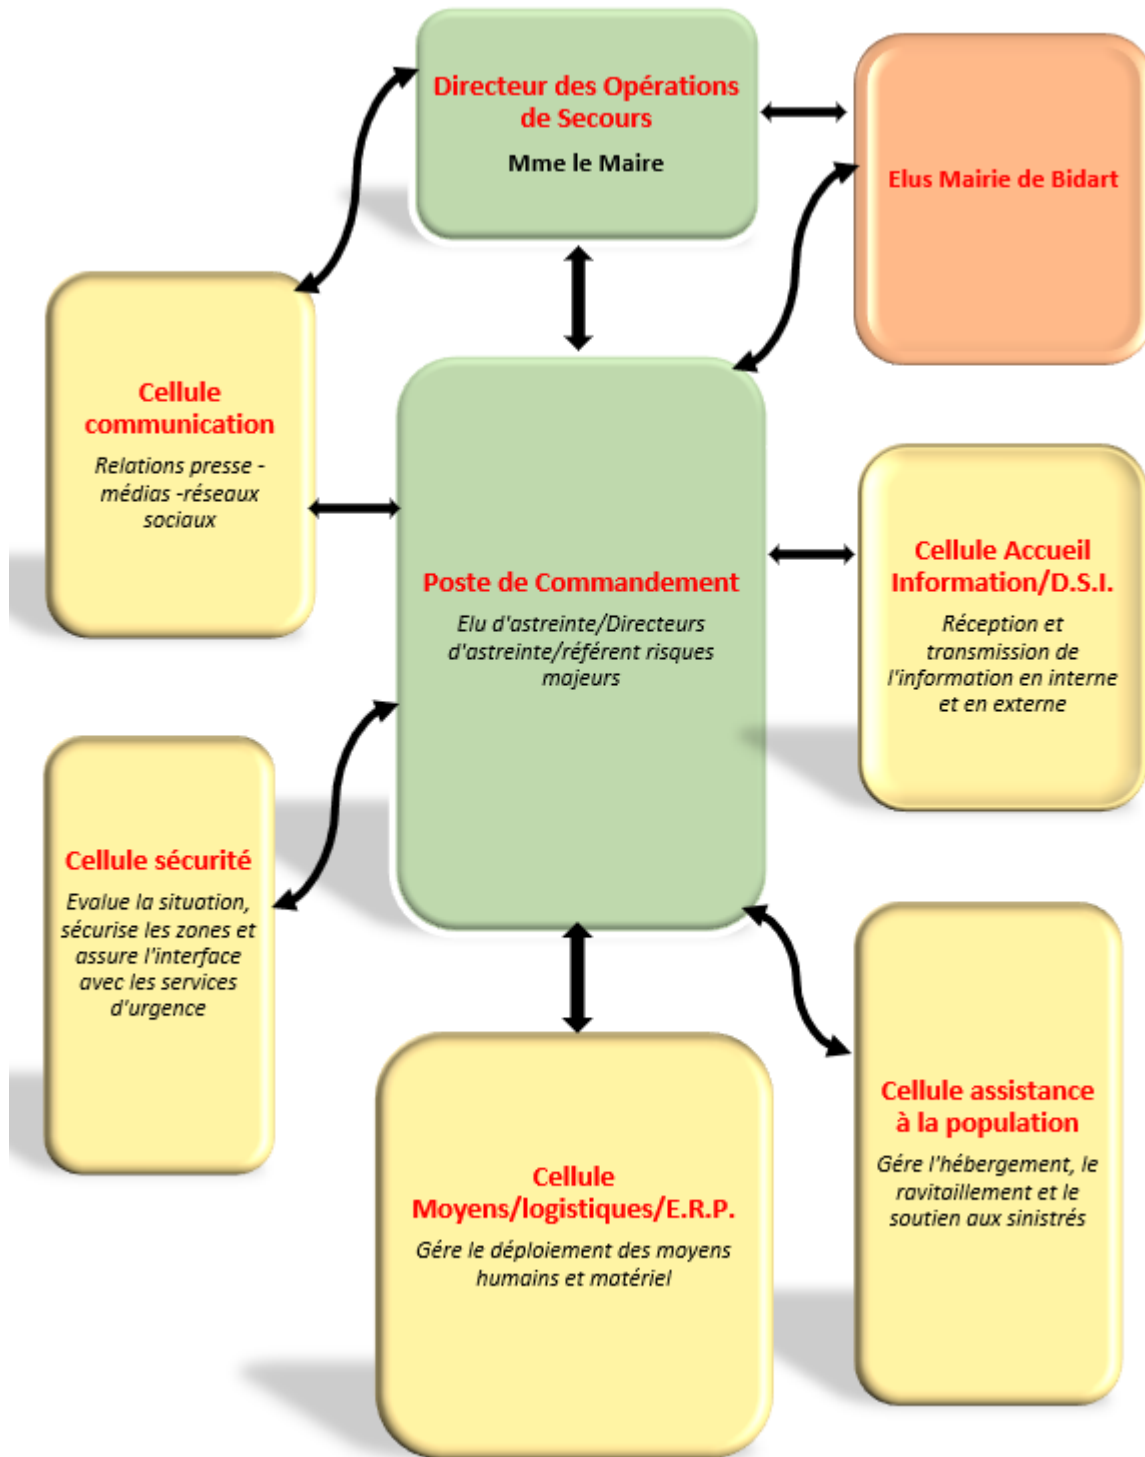 Directeur des Opérations
de Secours
Mme le Maire
Elus Mairie de Bidart
Cellule
communication
Relations presse -
médias -réseaux
sociaux
Poste de Commandement
Elu d'astreinte/Directeurs
d'astreinte/référent risques
majeurs
Cellule Accueil
Information/D.S.I.
Réception et
transmission de
l'information en interne
et en externe
Cellule sécurité
Evalue la situation,
sécurise les zones et
assure l'interface
avec les services
d'urgence
Cellule
Moyens/logistiques/E.R.P.
Gére le déploiement des moyens
humains et matériel
Cellule assistance
à la population
Gére l'hébergement, le
ravitaillement et le
soutien aux sinistrés